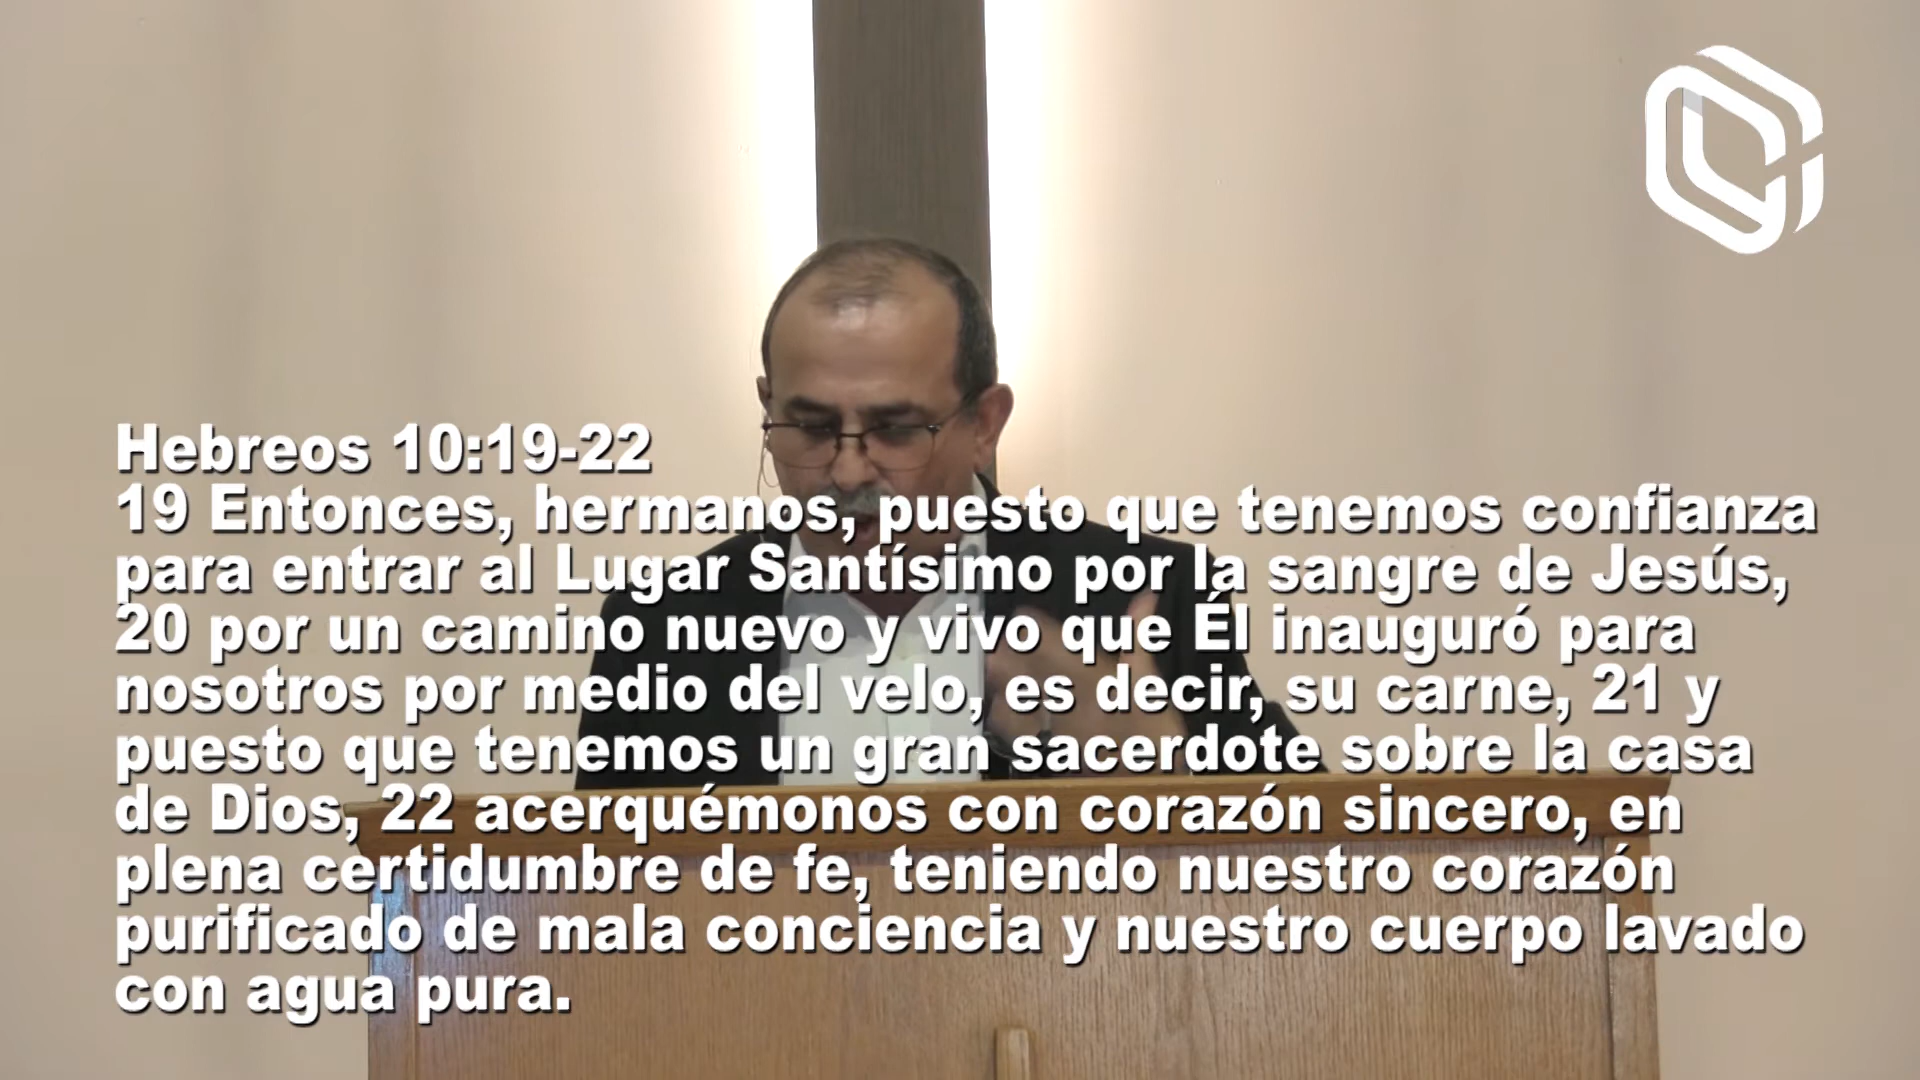 Hebreos 10:19-22
19 Entonces, hermanos, puesto que tenemos confianza
para entrar al Lugar Santísimo por la sangre de Jesús,
20 por un camino nuevo y vivo que Él inauguró para
nosotros por medio del velo, es decir, su carne, 21 y
puesto que tenemos un gran sacerdote sobre la casa
de Dios, 22 acerquémonos con corazón sincero, en
plena certidumbre de fe, teniendo nuestro corazón
purificado de mala conciencia y nuestro cuerpo lavado
con agua pura.